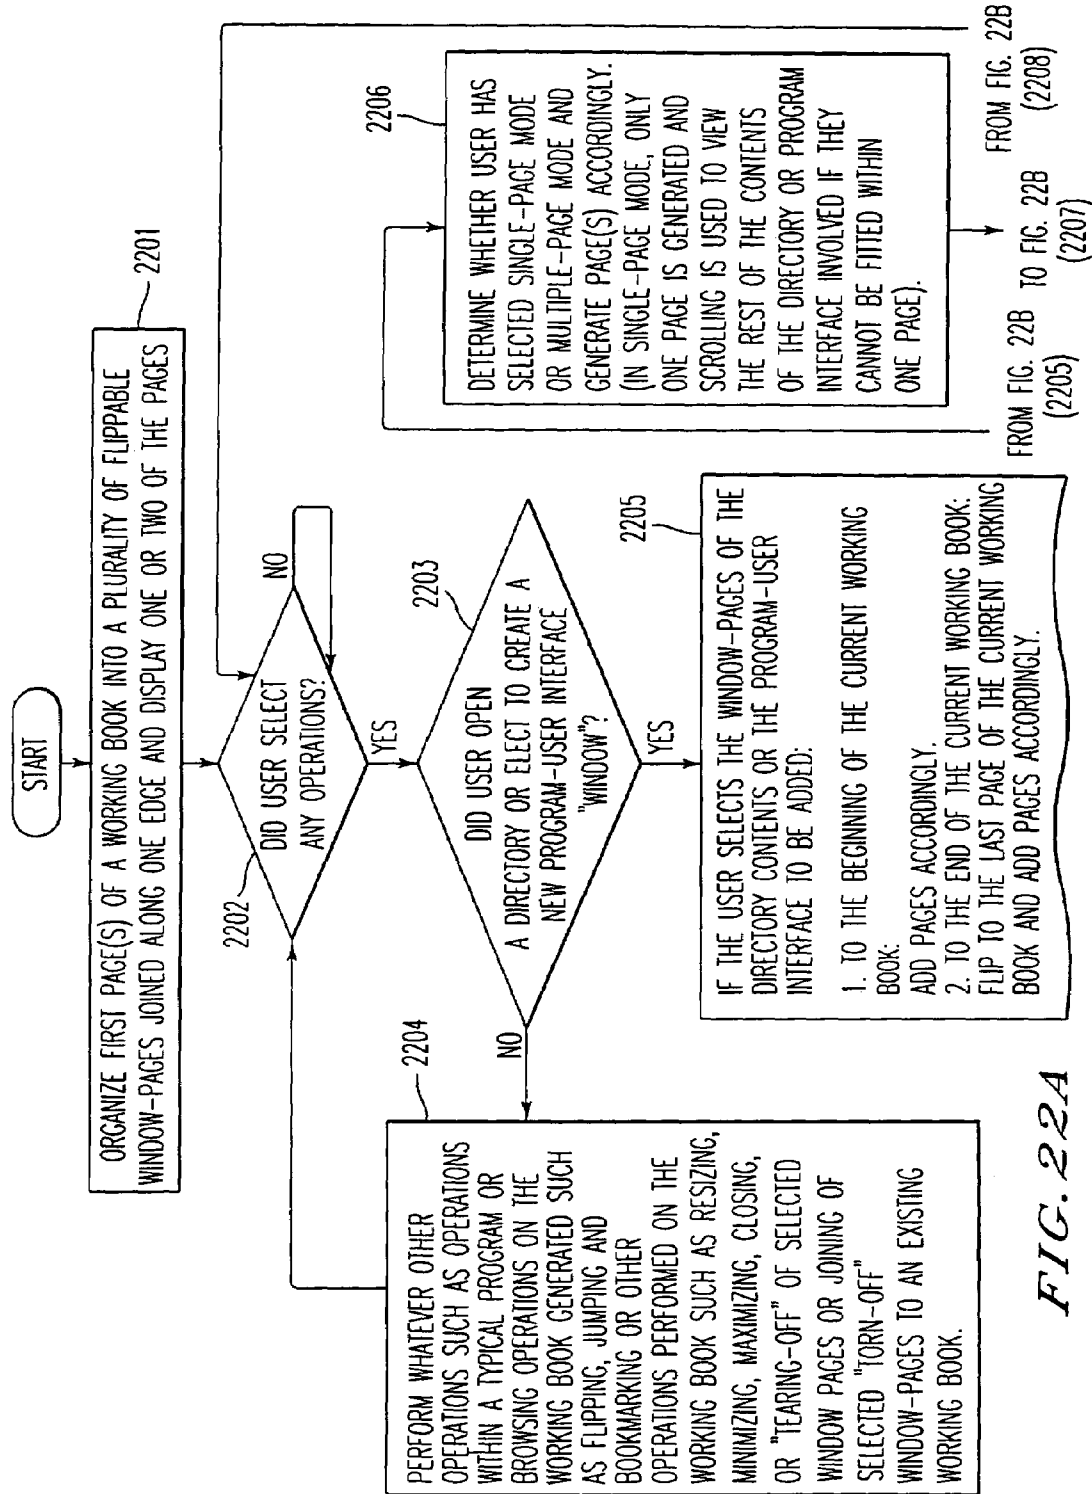 START
2201
ORGANIZE FIRST PAGE(S) OF A WORKING BOOK INTO A PLURALITY OF FLIPPABLE
WINDOW-PAGES JOINED ALONG ONE EDGE AND DISPLAY ONE OR TWO OF THE PAGES
2202
DID USER SELECT
ANY OPERATIONS?
NO
YES
2203
DID USER OPEN
A DIRECTORY OR ELECT TO CREATE A
NEW PROGRAM-USER INTERFACE
"WINDOW"?
NO
YES
2204
PERFORM WHATEVER OTHER
OPERATIONS SUCH AS OPERATIONS
WITHIN A TYPICAL PROGRAM OR
BROWSING OPERATIONS ON THE
WORKING BOOK GENERATED SUCH
AS FLIPPING, JUMPING AND
BOOKMARKING OR OTHER
OPERATIONS PERFORMED ON THE
WORKING BOOK SUCH AS RESIZING,
MINIMIZING, MAXIMIZING, CLOSING,
OR "TEARING-OFF" OF SELECTED
WINDOW PAGES OR JOINING OF
SELECTED "TORN-OFF"
WINDOW-PAGES TO AN EXISTING
WORKING BOOK.
2205
IF THE USER SELECTS THE WINDOW-PAGES OF THE
DIRECTORY CONTENTS OR THE PROGRAM-USER
INTERFACE TO BE ADDED:
1. TO THE BEGINNING OF THE CURRENT WORKING
BOOK:
ADD PAGES ACCORDINGLY.
2. TO THE END OF THE CURRENT WORKING BOOK:
FLIP TO THE LAST PAGE OF THE CURRENT WORKING
BOOK AND ADD PAGES ACCORDINGLY.
2206
DETERMINE WHETHER USER HAS
SELECTED SINGLE-PAGE MODE
OR MULTIPLE-PAGE MODE AND
GENERATE PAGE(S) ACCORDINGLY.
(IN SINGLE-PAGE MODE, ONLY
ONE PAGE IS GENERATED AND
SCROLLING IS USED TO VIEW
THE REST OF THE CONTENTS
OF THE DIRECTORY OR PROGRAM
INTERFACE INVOLVED IF THEY
CANNOT BE FITTED WITHIN
ONE PAGE).
FROM FIG. 22B
(2205)
TO FIG. 22B
(2207)
FROM FIG. 22B
(2208)
FIG. 22A